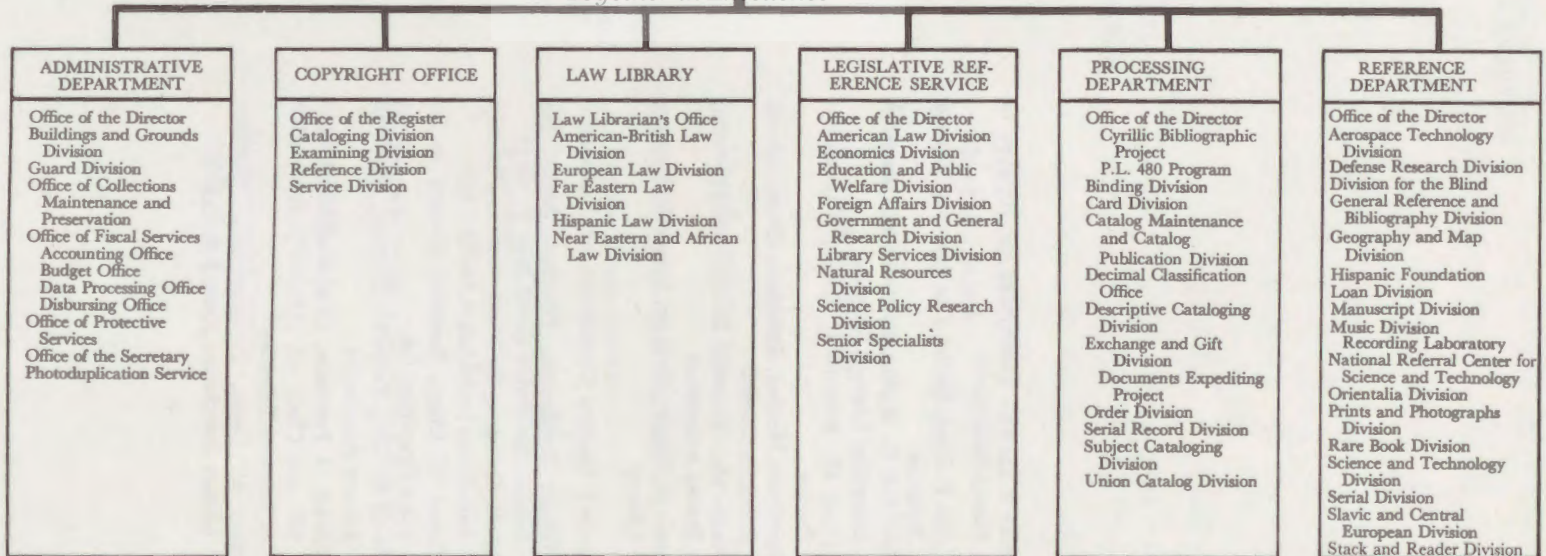 ADMINISTRATIVE
DEPARTMENT
Office of the Director
Buildings and Grounds
Division
Guard Division
Office of Collections
Maintenance and
Preservation
Office of Fiscal Services
Accounting Office
Budget Office
Data Processing Office
Disbursing Office
Office of Protective
Services
Office of the Secretary
Photoduplication Service
COPYRIGHT OFFICE
Office of the Register
Cataloging Division
Examining Division
Reference Division
Service Division
LAW LIBRARY
Law Librarian's Office
American-British Law
Division
European Law Division
Far Eastern Law
Division
Hispanic Law Division
Near Eastern and African
Law Division
LEGISLATIVE REF-
ERENCE SERVICE
Office of the Director
American Law Division
Economics Division
Education and Public
Welfare Division
Foreign Affairs Division
Government and General
Research Division
Library Services Division
Natural Resources
Division
Science Policy Research
Division
Senior Specialists
Division
PROCESSING
DEPARTMENT
Office of the Director
Cyrillic Bibliographic
Project
P.L. 480 Program
Binding Division
Card Division
Catalog Maintenance
and Catalog
Publication Division
Decimal Classification
Office
Descriptive Cataloging
Division
Exchange and Gift
Division
Documents Expediting
Project
Order Division
Serial Record Division
Subject Cataloging
Division
Union Catalog Division
REFERENCE
DEPARTMENT
Office of the Director
Aerospace Technology
Division
Defense Research Division
Division for the Blind
General Reference and
Bibliography Division
Geography and Map
Division
Hispanic Foundation
Loan Division
Manuscript Division
Music Division
Recording Laboratory
National Referral Center for
Science and Technology
Orientalia Division
Prints and Photographs
Division
Rare Book Division
Science and Technology
Division
Serial Division
Slavic and Central
European Division
Stack and Reader Division